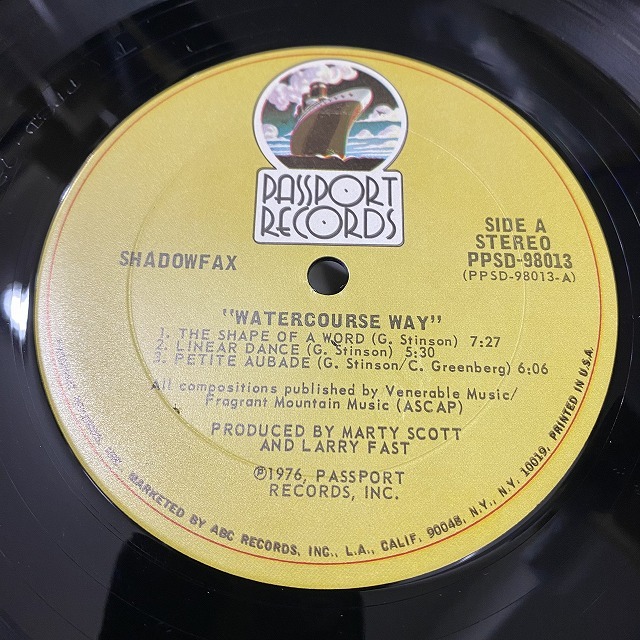 PASSPORT
RECORDS
SIDE A
STEREO
PPSD-98013
(PPSD-98013-A)
SHADOWFAX
"WATERCOURSE WAY"
1. THE SHAPE OF A WORD (G. Stinson) 7:27
2. LINEAR DANCE (G. Stinson) 5:30
3. PETITE AUBADE (G. Stinson/C. Greenberg) 6:06
All compositions published by Venerable Music/
Fragrant Mountain Music (ASCAP)
PRODUCED BY MARTY SCOTT
AND LARRY FAST
℗1976, PASSPORT
RECORDS, INC.
MARKETED BY ABC RECORDS, INC., L.A., CALIF. 90048, N.Y., N.Y. 10019. PRINTED IN U.S.A.